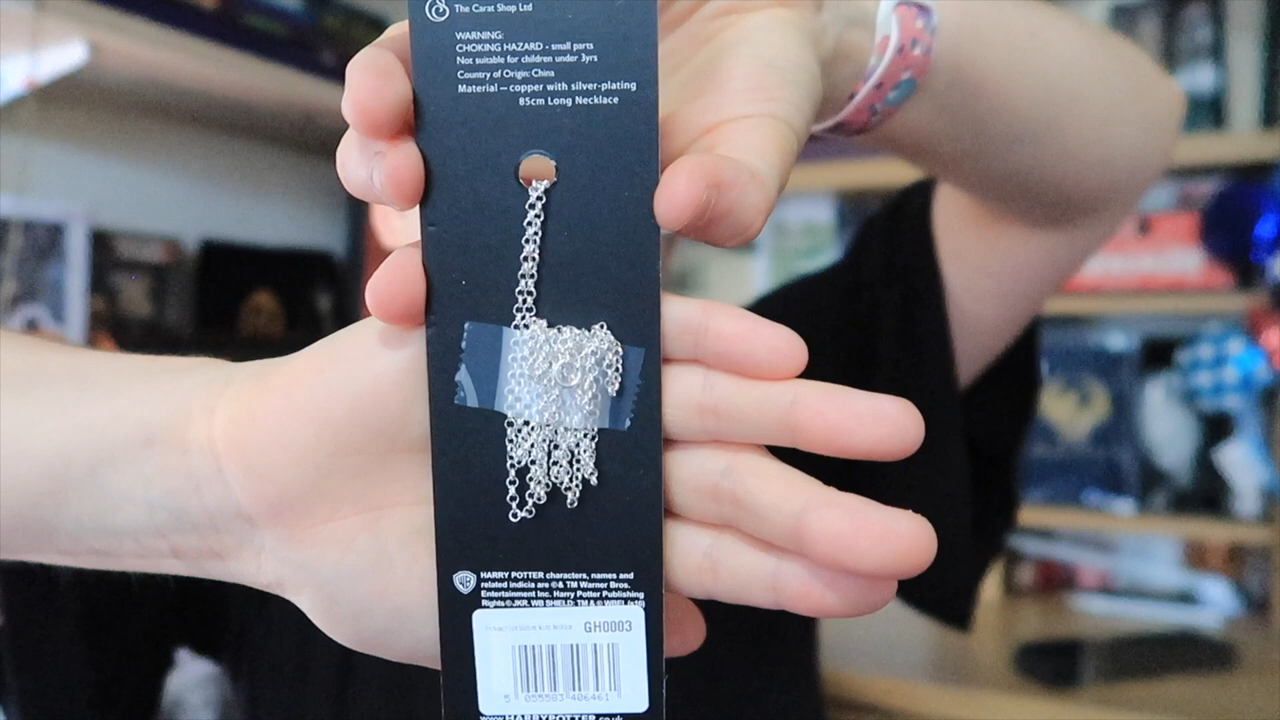 The Carat Shop Ltd
WARNING:
CHOKING HAZARD - small parts
Not suitable for children under 3yrs
Country of Origin: China
Material — copper with silver-plating
85cm Long Necklace
HARRY POTTER characters, names and
related indicia are ©& TM Warner Bros.
Entertainment Inc. Harry Potter Publishing
Rights © JKR. WB SHIELD: TM & © WBEI. (s16)
GH0003
5 055583 406461
www.HARRYPOTTER.co.uk